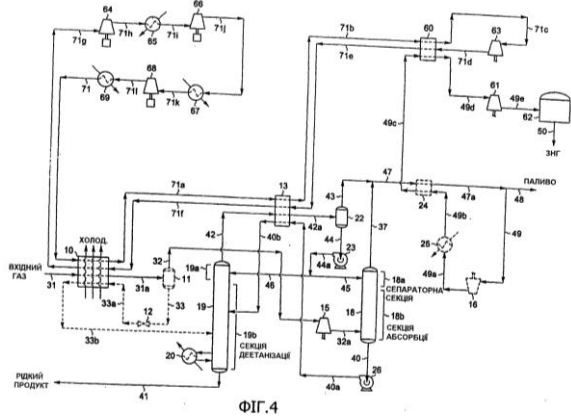 64
66
60
71b
71c
71g
71h
65
71i
71j
71e
71d
63
68
61
49e
71
69
71l
71k
67
49d
62
50
ЗНГ
49c
71a
13
43
47
ПАЛИВО
71f
22
24
47a
48
42
42a
40b
44
37
49b
49
ХОЛОД.
10
32
23
25
ВХІДНИЙ
ГАЗ
44a
49a
31
31a
11
19a
46
45
18a
16
33a
33
19
СЕПАРАТОРНА
СЕКЦІЯ
12
15
18
18b
33b
19b
32a
СЕКЦІЯ
АБСОРБЦІЇ
20
СЕКЦІЯ
ДЕЕТАНІЗАЦІЇ
40
РІДКИЙ
ПРОДУКТ
41
40a
26
ФІГ.4